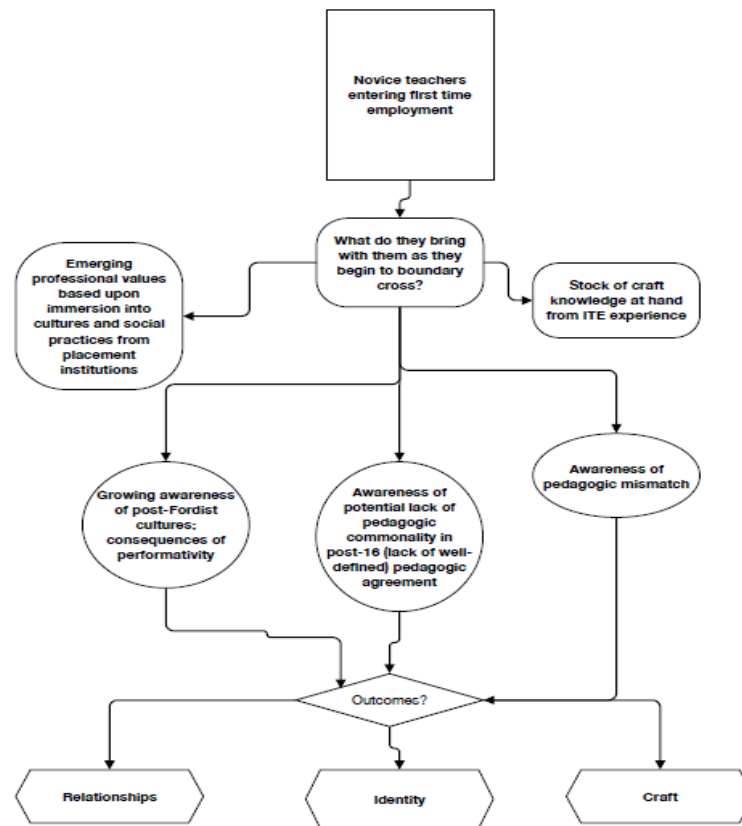 Novice teachers
entering first time
employment
What do they bring
with them as they
begin to boundary
cross?
Emerging
professional values
based upon
immersion into
cultures and social
practices from
placement
institutions
Stock of craft
knowledge at hand
from ITE experience
Growing awareness
of post-Fordist
cultures;
consequences of
performativity
Awareness of
potential lack of
pedagogic
commonality in
post-16 (lack of well-
defined) pedagogic
agreement
Awareness of
pedagogic mismatch
Outcomes?
Relationships
Identity
Craft